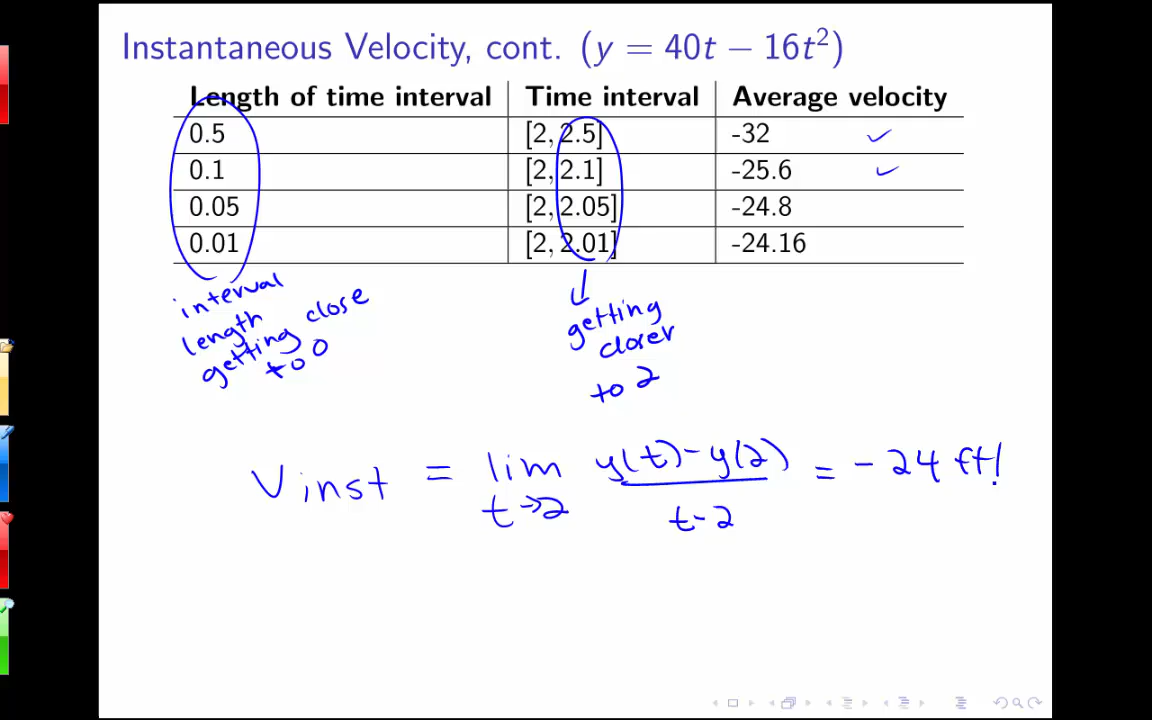 Instantaneous Velocity, cont. (y = 40t − 16t²)
Length of time interval Time interval Average velocity
0.5 [2, 2.5] -32 ✓
0.1 [2, 2.1] -25.6 ✓
0.05 [2, 2.05] -24.8
0.01 [2, 2.01] -24.16
interval
length
getting close
to 0
↓
getting
closer
to 2
Vinst = lim t→2 y(t)-y(2) / t-2 = -24 ft/